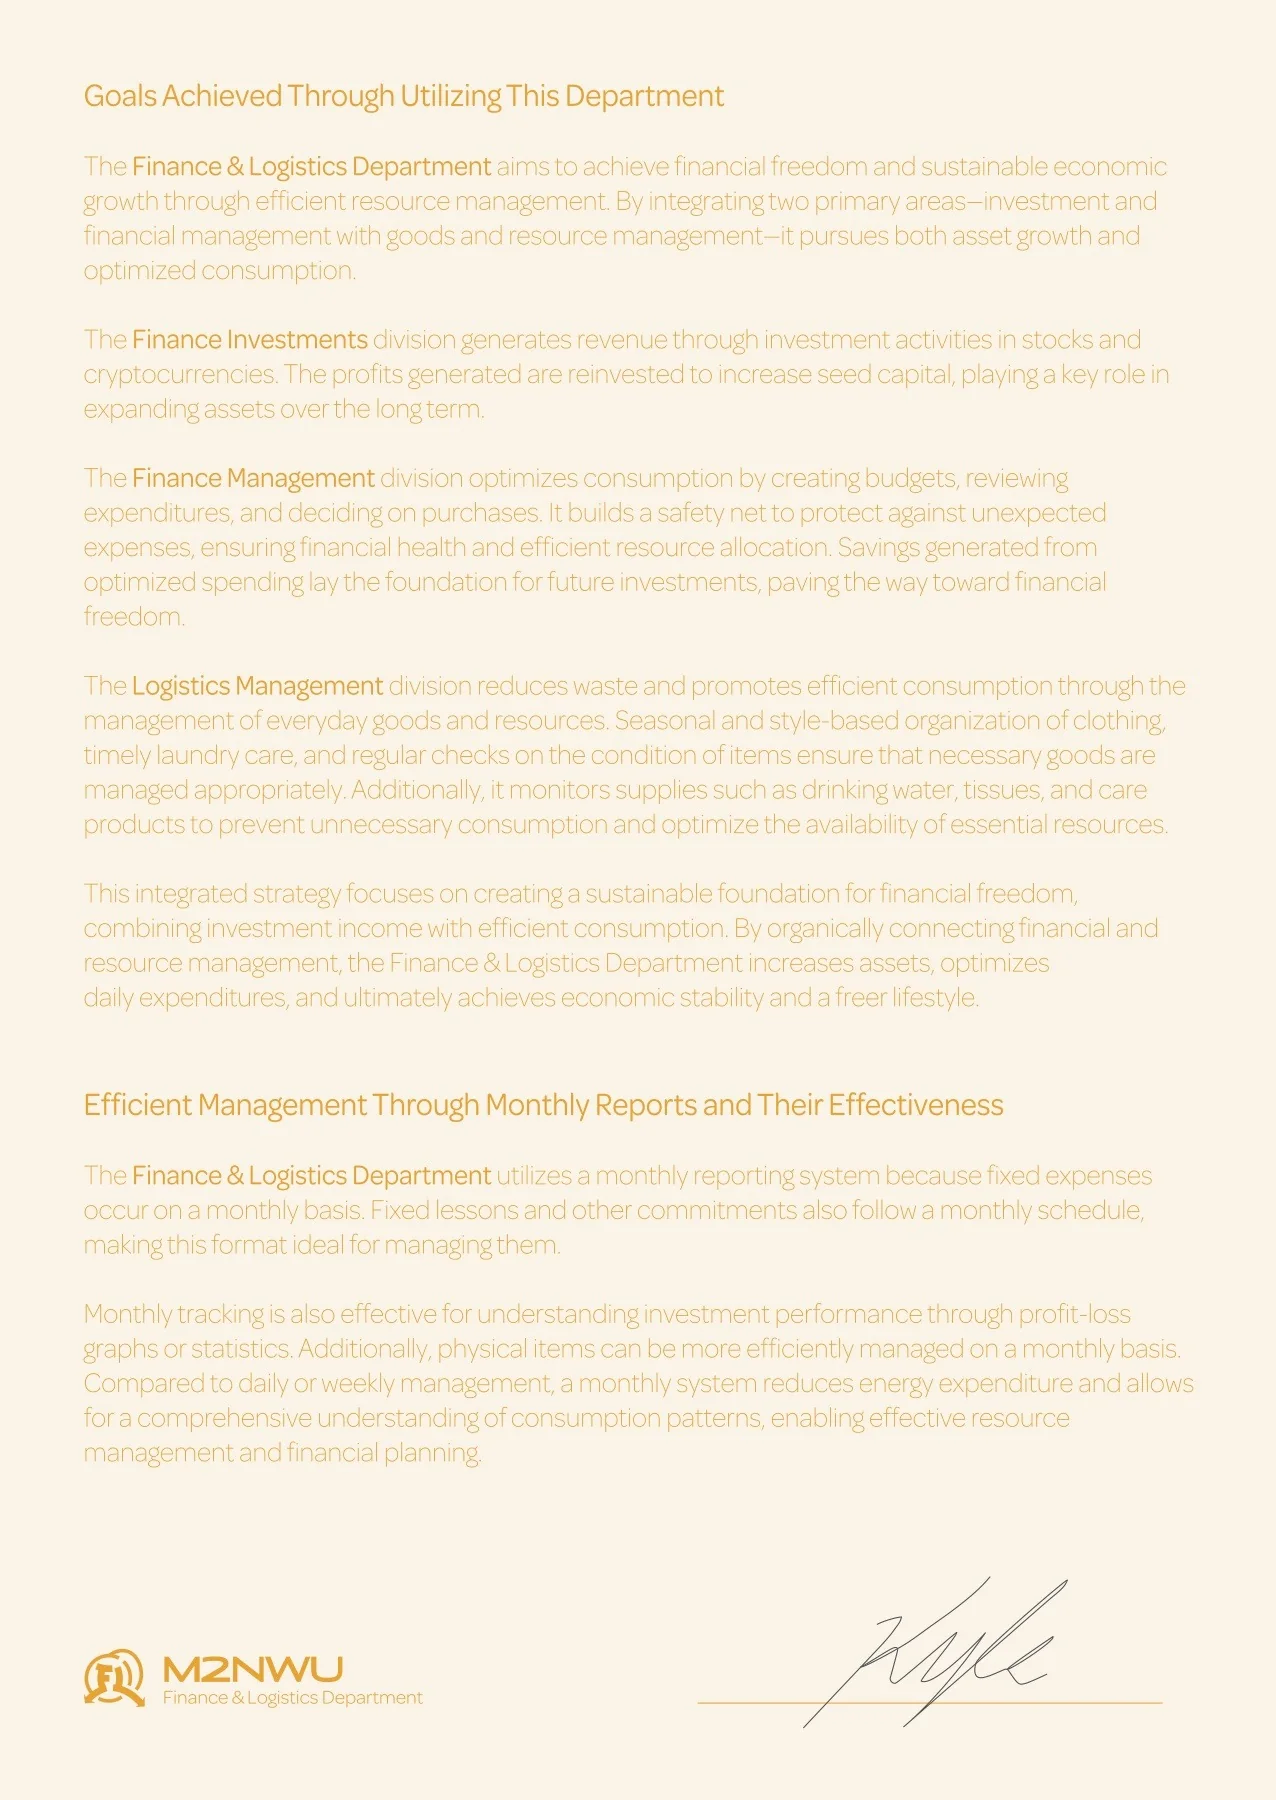 Goals Achieved Through Utilizing This Department
The Finance & Logistics Department aims to achieve financial freedom and sustainable economic
growth through efficient resource management. By integrating two primary areas—investment and
financial management with goods and resource management—it pursues both asset growth and
optimized consumption.
The Finance Investments division generates revenue through investment activities in stocks and
cryptocurrencies. The profits generated are reinvested to increase seed capital, playing a key role in
expanding assets over the long term.
The Finance Management division optimizes consumption by creating budgets, reviewing
expenditures, and deciding on purchases. It builds a safety net to protect against unexpected
expenses, ensuring financial health and efficient resource allocation. Savings generated from
optimized spending lay the foundation for future investments, paving the way toward financial
freedom.
The Logistics Management division reduces waste and promotes efficient consumption through the
management of everyday goods and resources. Seasonal and style-based organization of clothing,
timely laundry care, and regular checks on the condition of items ensure that necessary goods are
managed appropriately. Additionally, it monitors supplies such as drinking water, tissues, and care
products to prevent unnecessary consumption and optimize the availability of essential resources.
This integrated strategy focuses on creating a sustainable foundation for financial freedom,
combining investment income with efficient consumption. By organically connecting financial and
resource management, the Finance & Logistics Department increases assets, optimizes
daily expenditures, and ultimately achieves economic stability and a freer lifestyle.
Efficient Management Through Monthly Reports and Their Effectiveness
The Finance & Logistics Department utilizes a monthly reporting system because fixed expenses
occur on a monthly basis. Fixed lessons and other commitments also follow a monthly schedule,
making this format ideal for managing them.
Monthly tracking is also effective for understanding investment performance through profit-loss
graphs or statistics. Additionally, physical items can be more efficiently managed on a monthly basis.
Compared to daily or weekly management, a monthly system reduces energy expenditure and allows
for a comprehensive understanding of consumption patterns, enabling effective resource
management and financial planning.
Kyle
M2NWU
Finance & Logistics Department